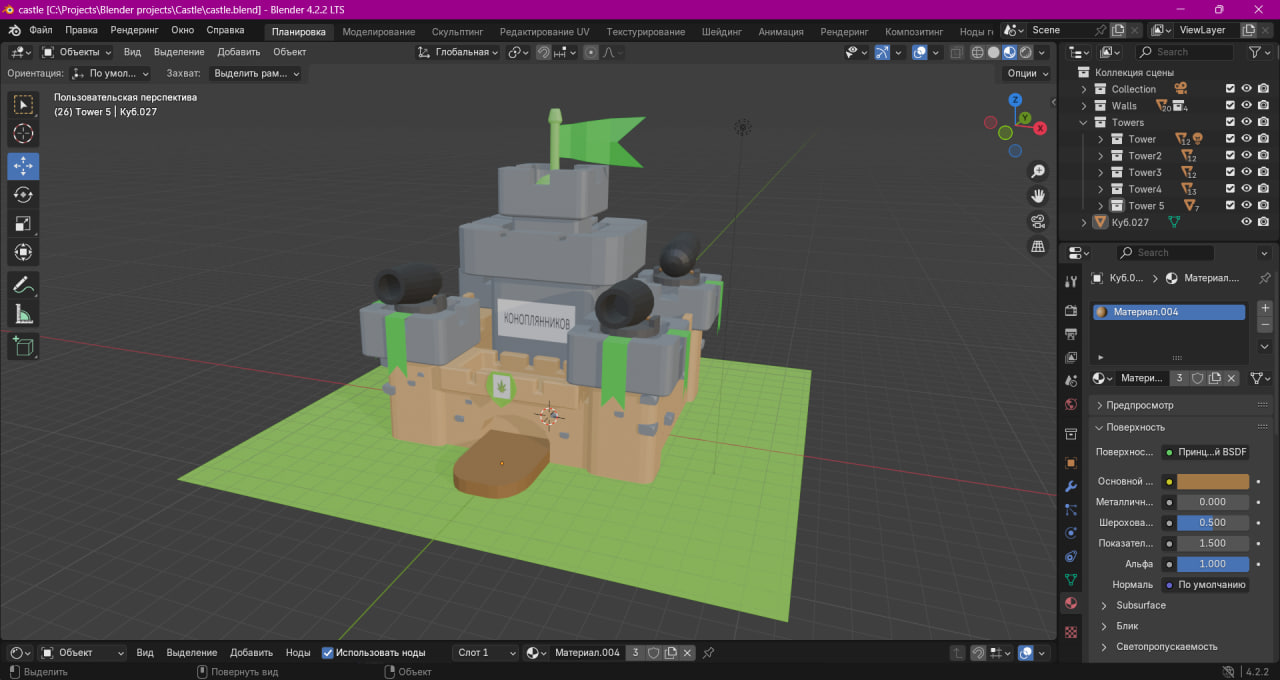 castle [C:\Projects\Blender projects\Castle\castle.blend] - Blender 4.2.2 LTS
Файл Правка Рендеринг Окно Справка Планировка Моделирование Скульптинг Редактирование UV Текстурирование Шейдинг Анимация Рендеринг Композитинг Ноды г Scene ViewLayer
Объекты Вид Выделение Добавить Объект Глобальная Search
Ориентация: По умол... Захват: Выделить рам... Опции
Пользовательская перспектива
(26) Tower 5 | Куб.027
Z
Y
X
КОНОПЛЯННИКОВ
Коллекция сцены
Collection
Walls 20 4
Towers
Tower 12
Tower2 12
Tower3 12
Tower4 13
Tower 5 7
Куб.027
Search
Куб.0... Материал....
Материал.004
Матери... 3
Предпросмотр
Поверхность
Поверхнос... Принц...й BSDF
Основной ...
Металличн... 0.000
Шерохова... 0.500
Показател... 1.500
Альфа 1.000
Нормаль По умолчанию
Subsurface
Блик
Светопропускаемость
Объект Вид Выделение Добавить Ноды Использовать ноды Слот 1 Материал.004 3
Выделить Повернуть вид Объект 4.2.2